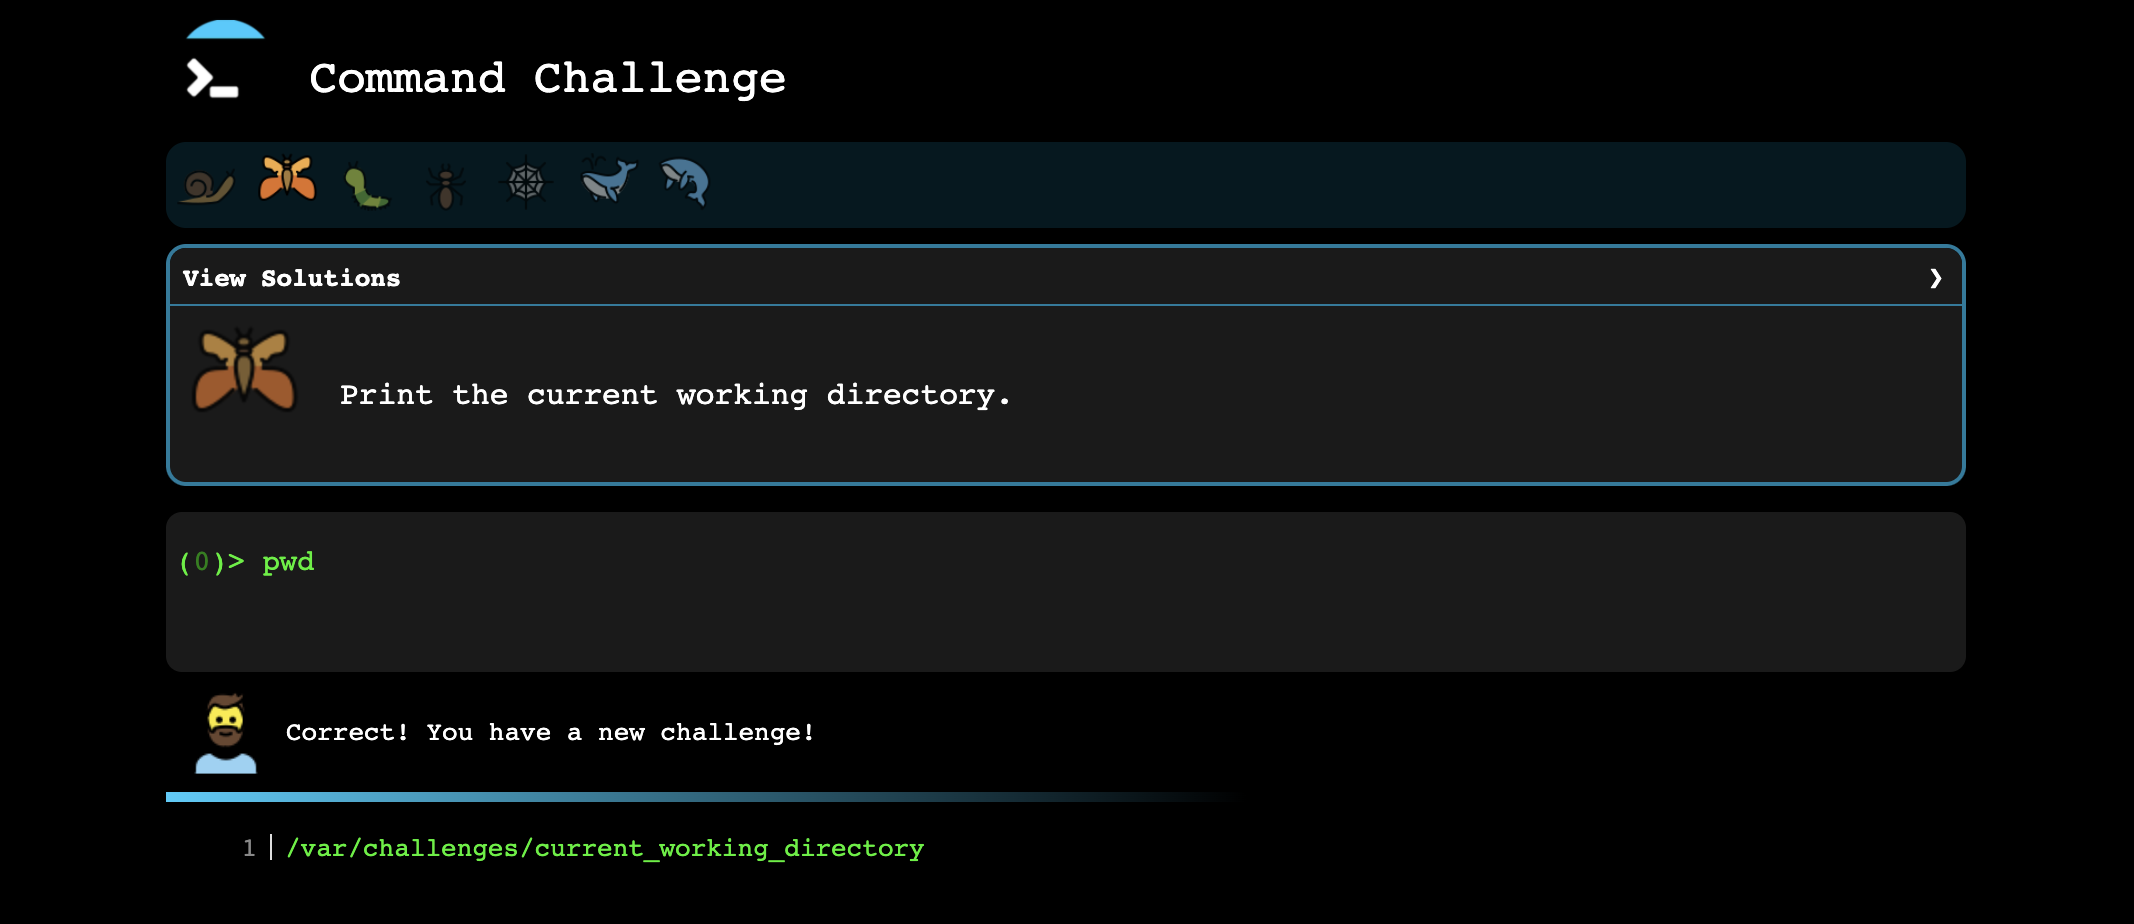 Command Challenge
View Solutions ❯
Print the current working directory.
(0)> pwd
Correct! You have a new challenge!
1 /var/challenges/current_working_directory